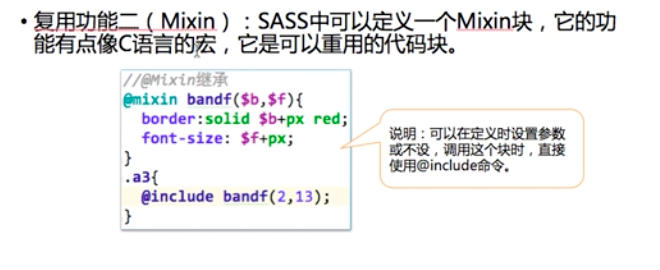 • 复用功能二（Mixin）：SASS中可以定义一个Mixin块，它的功
能有点像C语言的宏，它是可以重用的代码块。
//@Mixin继承
@mixin bandf($b,$f){
  border:solid $b+px red;
  font-size: $f+px;
}
.a3{
  @include bandf(2,13);
}
说明：可以在定义时设置参数
或不设，调用这个块时，直接
使用@include命令。